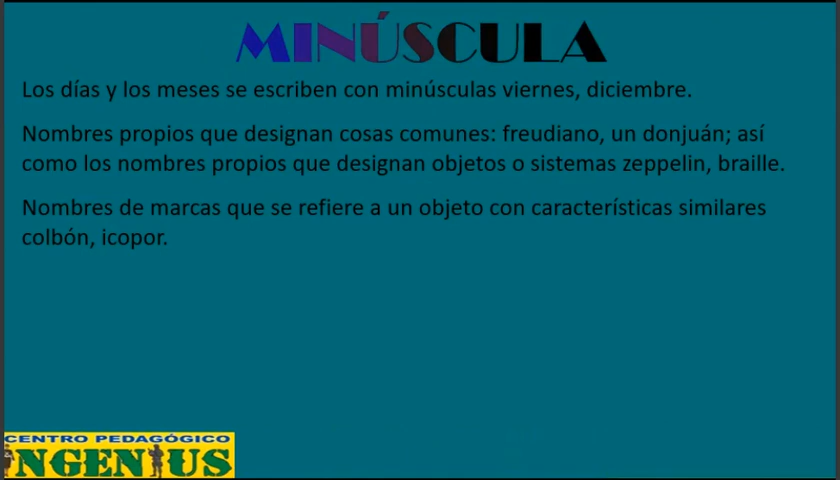 MINÚSCULA
Los días y los meses se escriben con minúsculas viernes, diciembre.
Nombres propios que designan cosas comunes: freudiano, un donjuán; así
como los nombres propios que designan objetos o sistemas zeppelin, braille.
Nombres de marcas que se refiere a un objeto con características similares
colbón, icopor.
CENTRO PEDAGÓGICO
INGENIUS